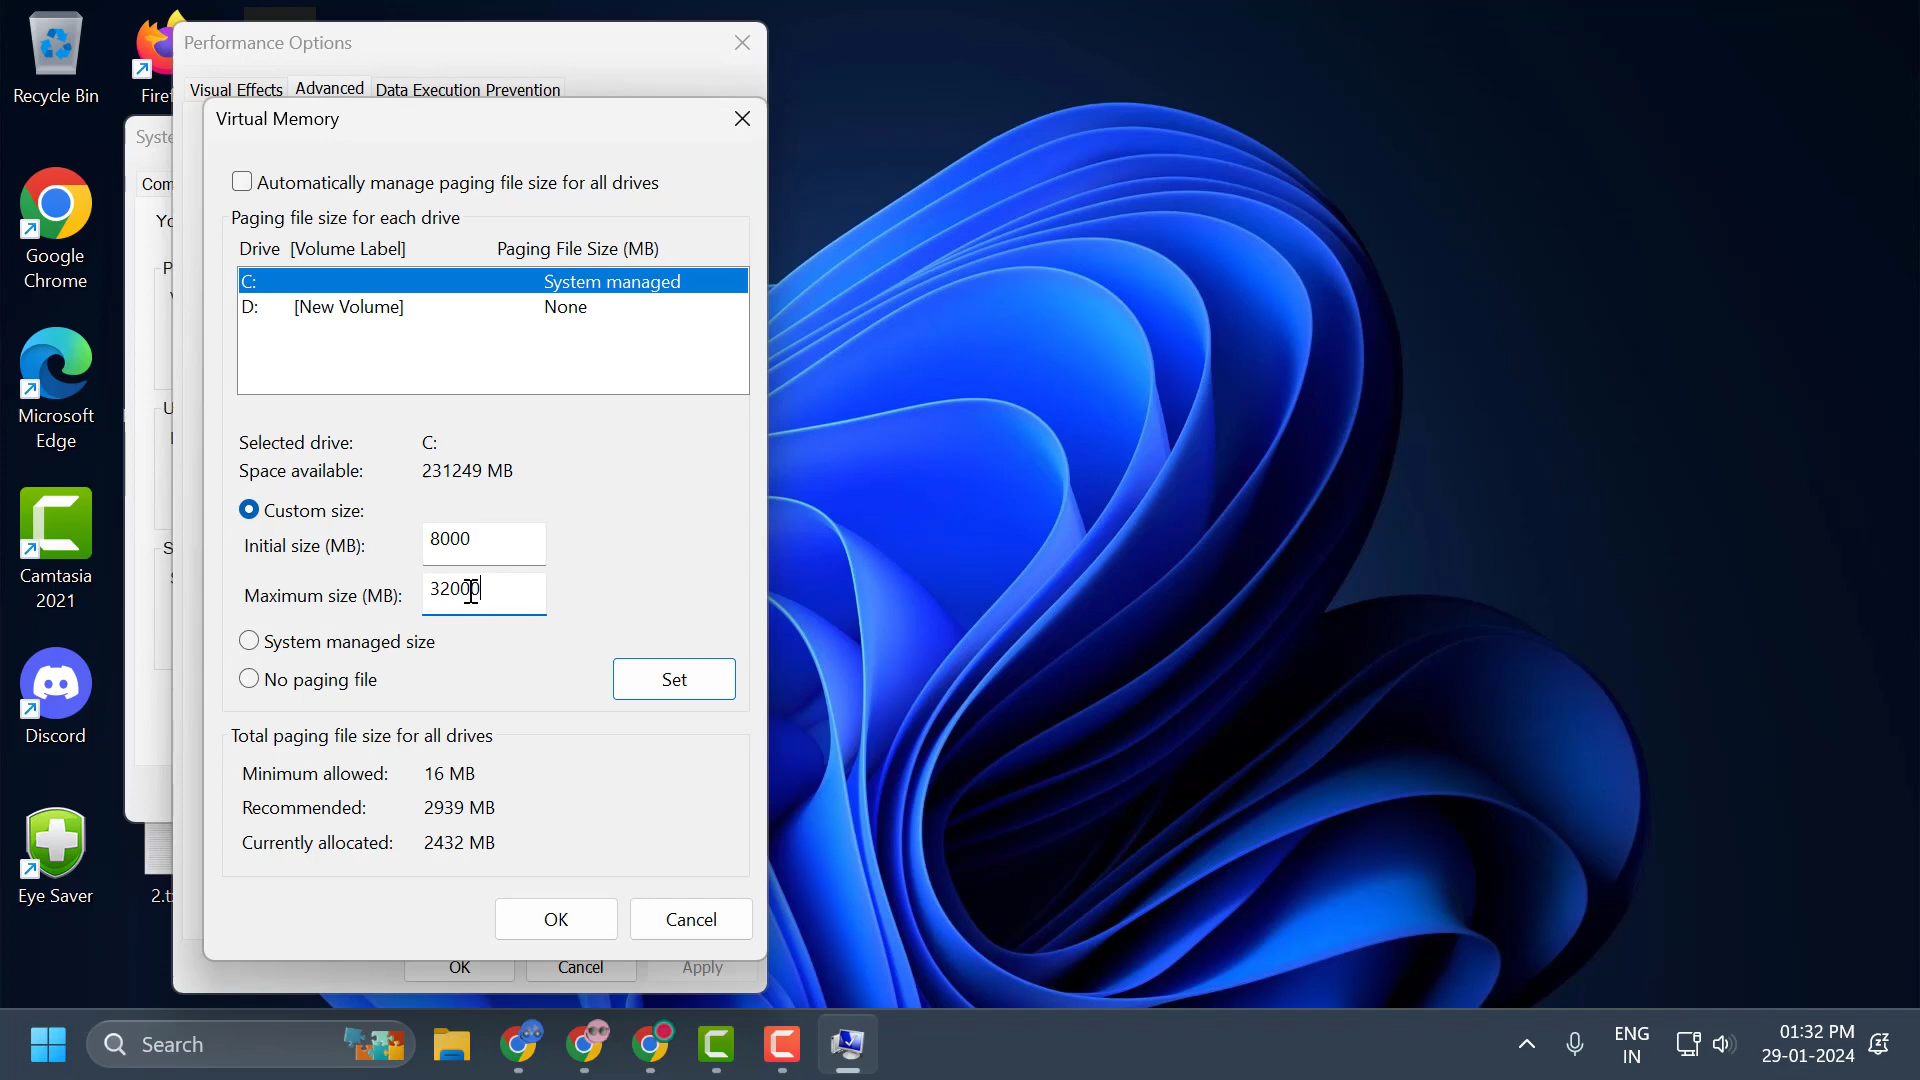 Recycle Bin
Firef
Google
Chrome
Microsoft
Edge
Camtasia
2021
Discord
Eye Saver
2.t
Syste
Com
Yo
P
U
S
Performance Options
Visual Effects
Advanced
Data Execution Prevention
Virtual Memory
Automatically manage paging file size for all drives
Paging file size for each drive
Drive [Volume Label] Paging File Size (MB)
C: System managed
D: [New Volume] None
Selected drive: C:
Space available: 231249 MB
Custom size:
Initial size (MB): 8000
Maximum size (MB): 32000
System managed size
No paging file
Set
Total paging file size for all drives
Minimum allowed: 16 MB
Recommended: 2939 MB
Currently allocated: 2432 MB
OK
Cancel
OK
Cancel
Apply
Search
ENG
IN
01:32 PM
29-01-2024